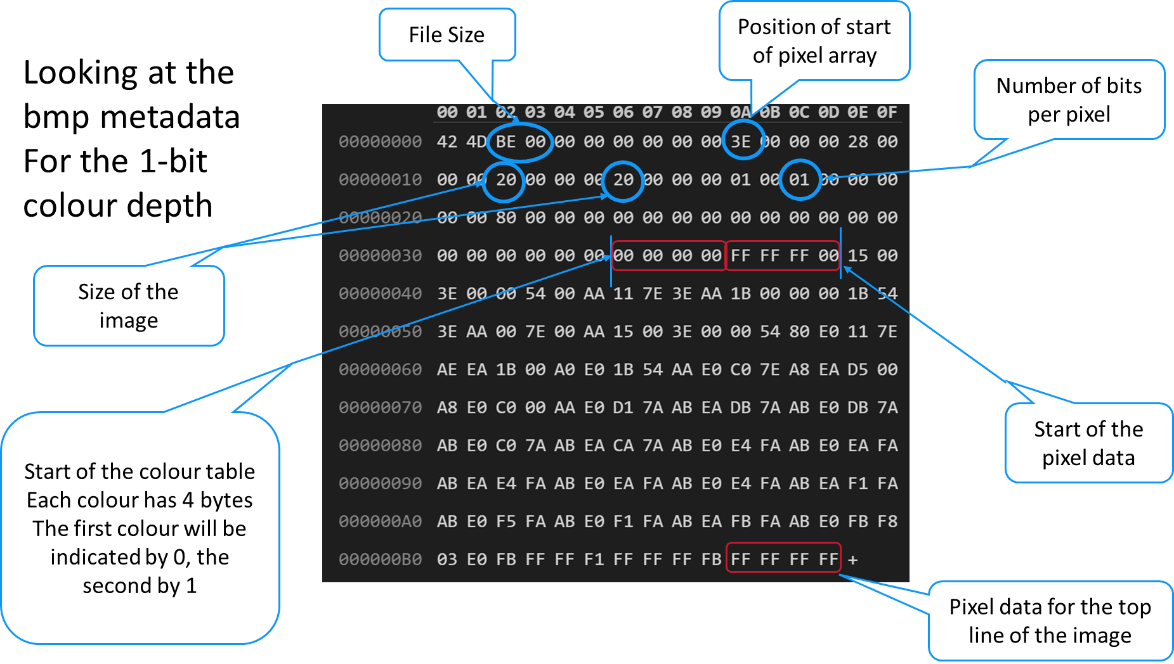 Looking at the
bmp metadata
For the 1-bit
colour depth
File Size
Position of start
of pixel array
Number of bits
per pixel
00 01 02 03 04 05 06 07 08 09 0A 0B 0C 0D 0E 0F
00000000 42 4D BE 00 00 00 00 00 00 00 3E 00 00 00 28 00
00000010 00 00 20 00 00 00 20 00 00 00 01 00 01 00 00 00
00000020 00 00 80 00 00 00 00 00 00 00 00 00 00 00 00 00
00000030 00 00 00 00 00 00 00 00 00 00 FF FF FF 00 15 00
00000040 3E 00 00 54 00 AA 11 7E 3E AA 1B 00 00 00 1B 54
00000050 3E AA 00 7E 00 AA 15 00 3E 00 00 54 80 E0 11 7E
00000060 AE EA 1B 00 A0 E0 1B 54 AA E0 C0 7E A8 EA D5 00
00000070 A8 E0 C0 00 AA E0 D1 7A AB EA DB 7A AB E0 DB 7A
00000080 AB E0 C0 7A AB EA CA 7A AB E0 E4 FA AB E0 EA FA
00000090 AB EA E4 FA AB E0 EA FA AB E0 E4 FA AB EA F1 FA
000000A0 AB E0 F5 FA AB E0 F1 FA AB EA FB FA AB E0 FB F8
000000B0 03 E0 FB FF FF F1 FF FF FF FB FF FF FF FF +
Size of the
image
Start of the colour table
Each colour has 4 bytes
The first colour will be
indicated by 0, the
second by 1
Start of the
pixel data
Pixel data for the top
line of the image